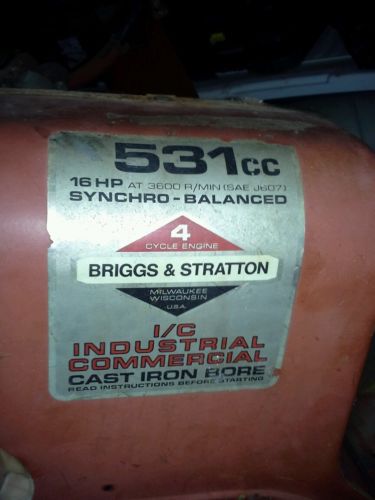 531cc
16 HP AT 3600 R/MIN (SAE J607)
SYNCHRO-BALANCED
4
CYCLE ENGINE
BRIGGS & STRATTON
MILWAUKEE
WISCONSIN
U.S.A.
I/C
INDUSTRIAL
COMMERCIAL
CAST IRON BORE
READ INSTRUCTIONS BEFORE STARTING